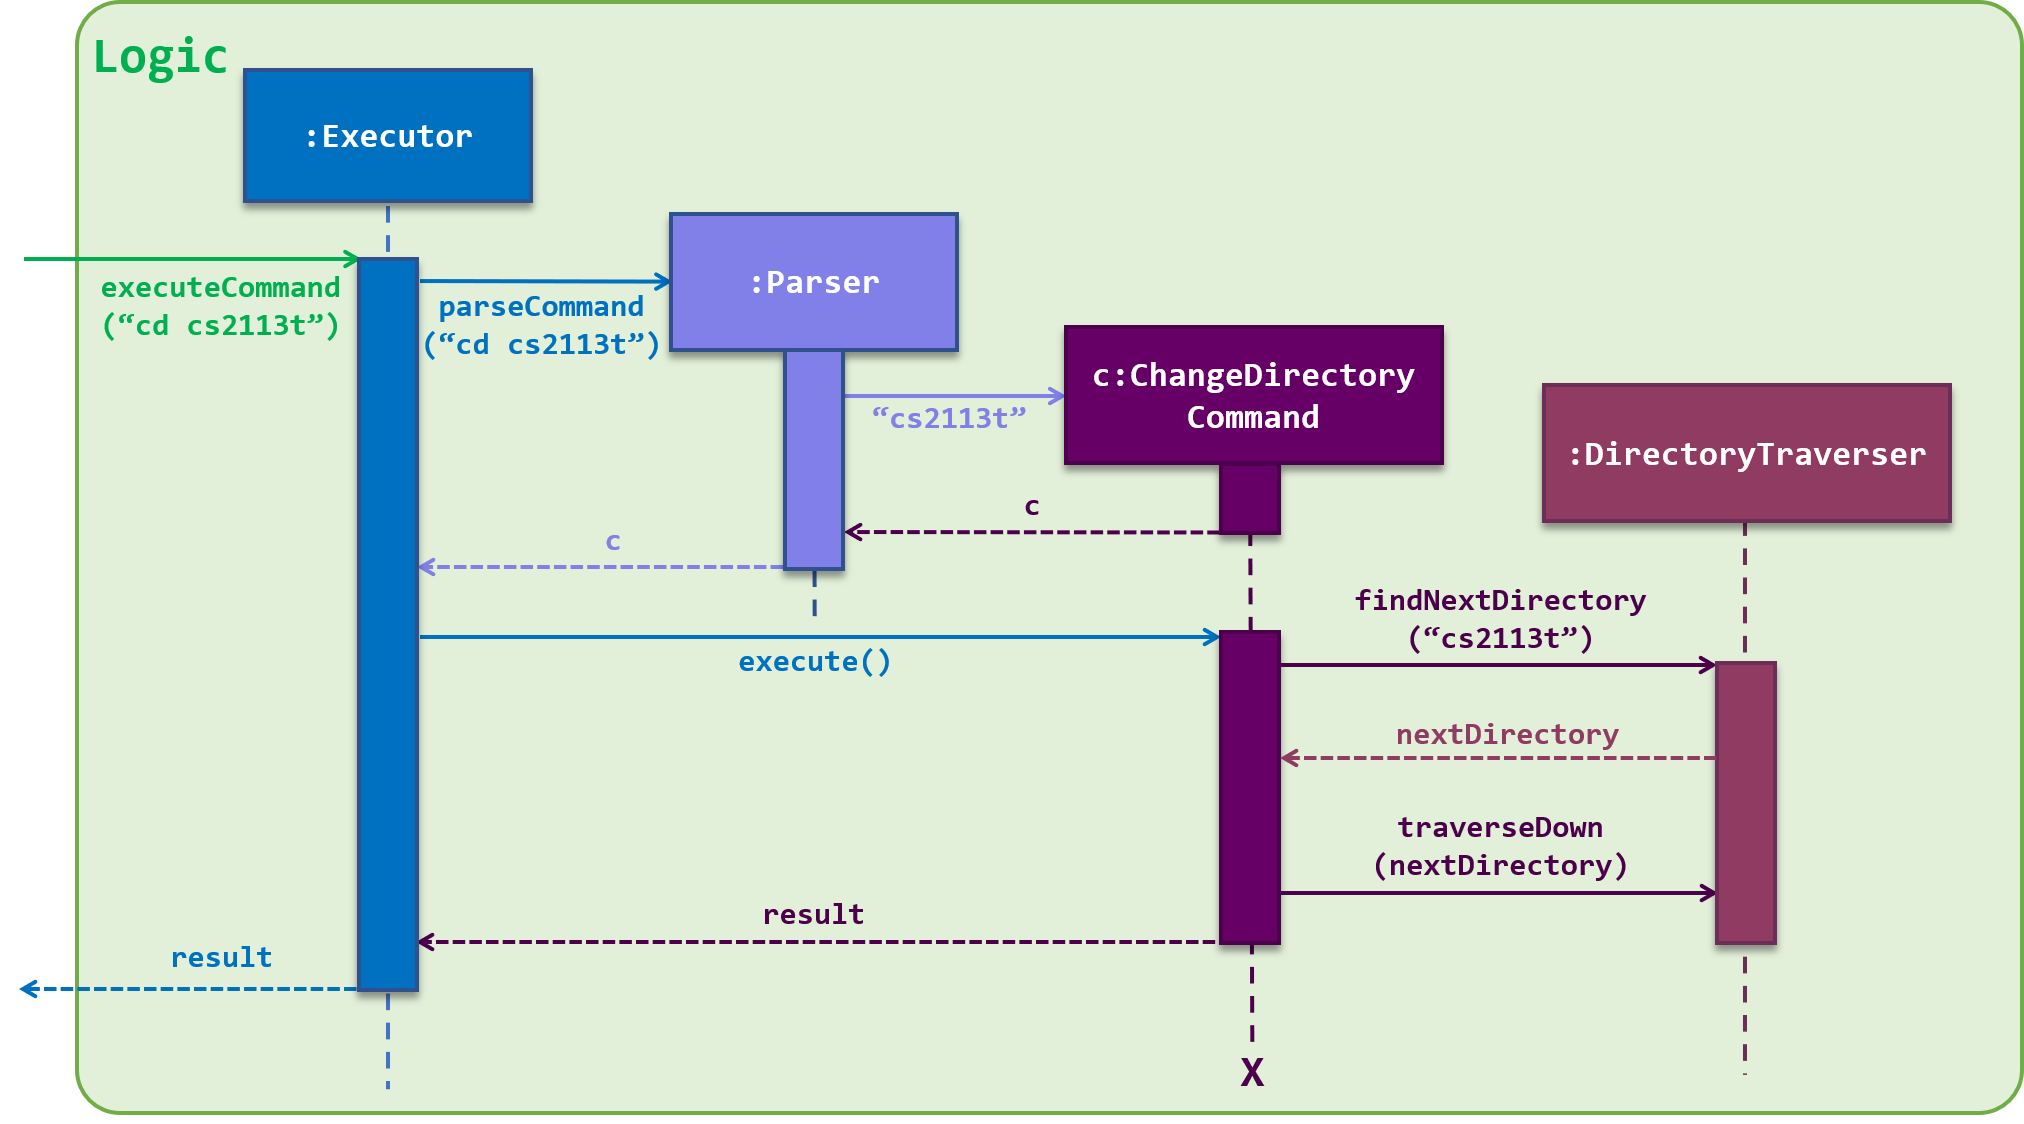 Logic
:Executor
executeCommand
(“cd cs2113t”)
parseCommand
(“cd cs2113t”)
:Parser
“cs2113t”
c:ChangeDirectory
Command
:DirectoryTraverser
c
c
execute()
findNextDirectory
(“cs2113t”)
nextDirectory
traverseDown
(nextDirectory)
result
result
X